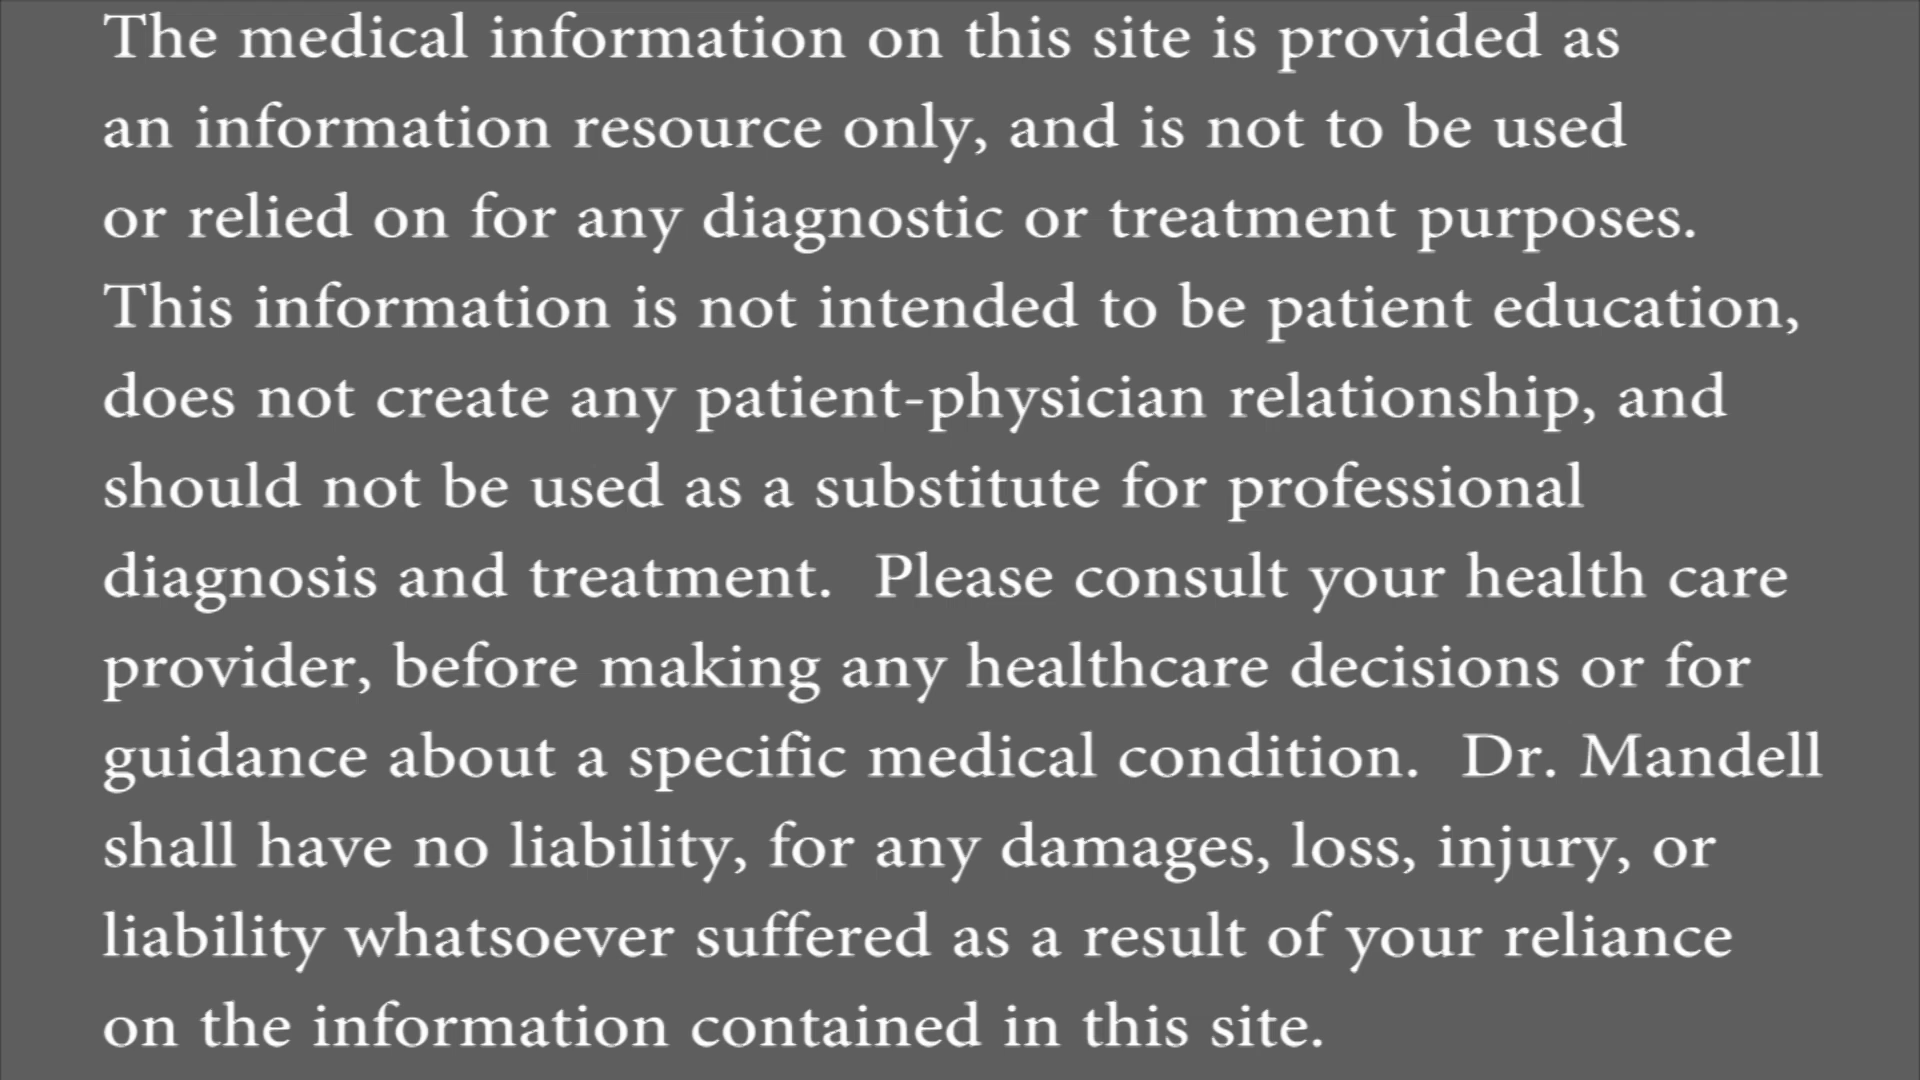 The medical information on this site is provided as
an information resource only, and is not to be used
or relied on for any diagnostic or treatment purposes.
This information is not intended to be patient education,
does not create any patient-physician relationship, and
should not be used as a substitute for professional
diagnosis and treatment.  Please consult your health care
provider, before making any healthcare decisions or for
guidance about a specific medical condition.  Dr. Mandell
shall have no liability, for any damages, loss, injury, or
liability whatsoever suffered as a result of your reliance
on the information contained in this site.